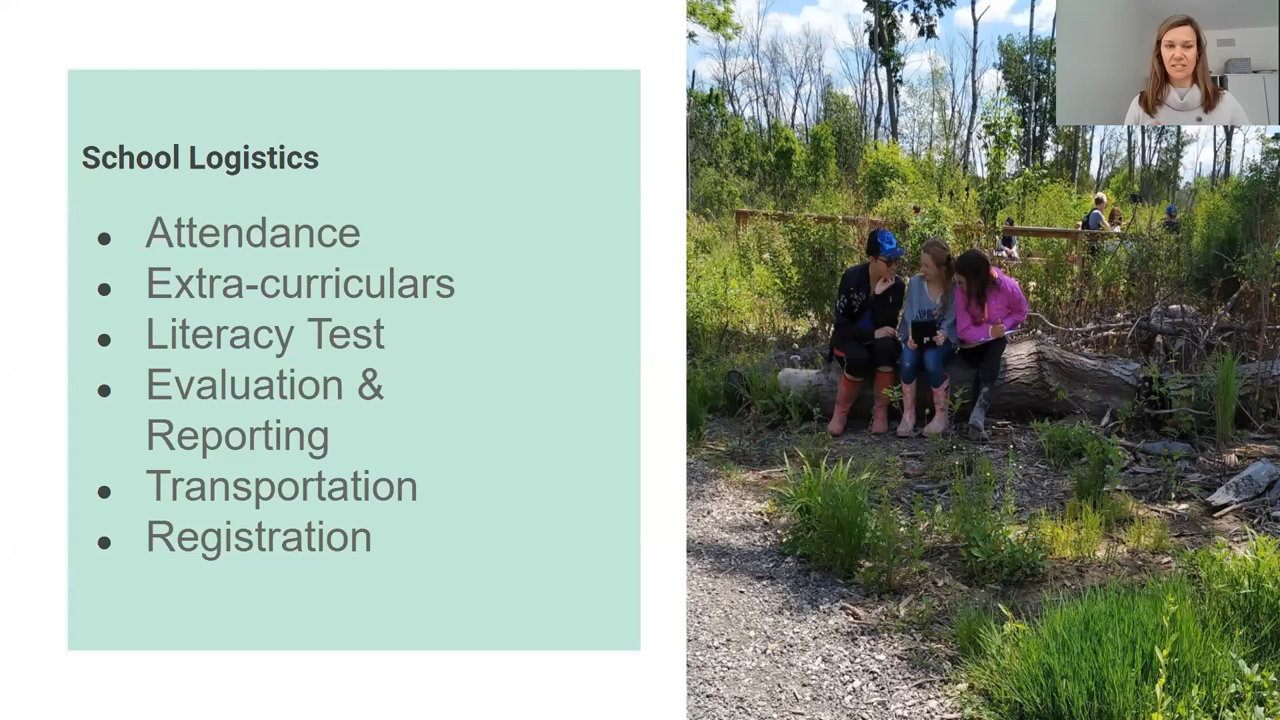 School Logistics
Attendance
Extra-curriculars
Literacy Test
Evaluation &
Reporting
Transportation
Registration